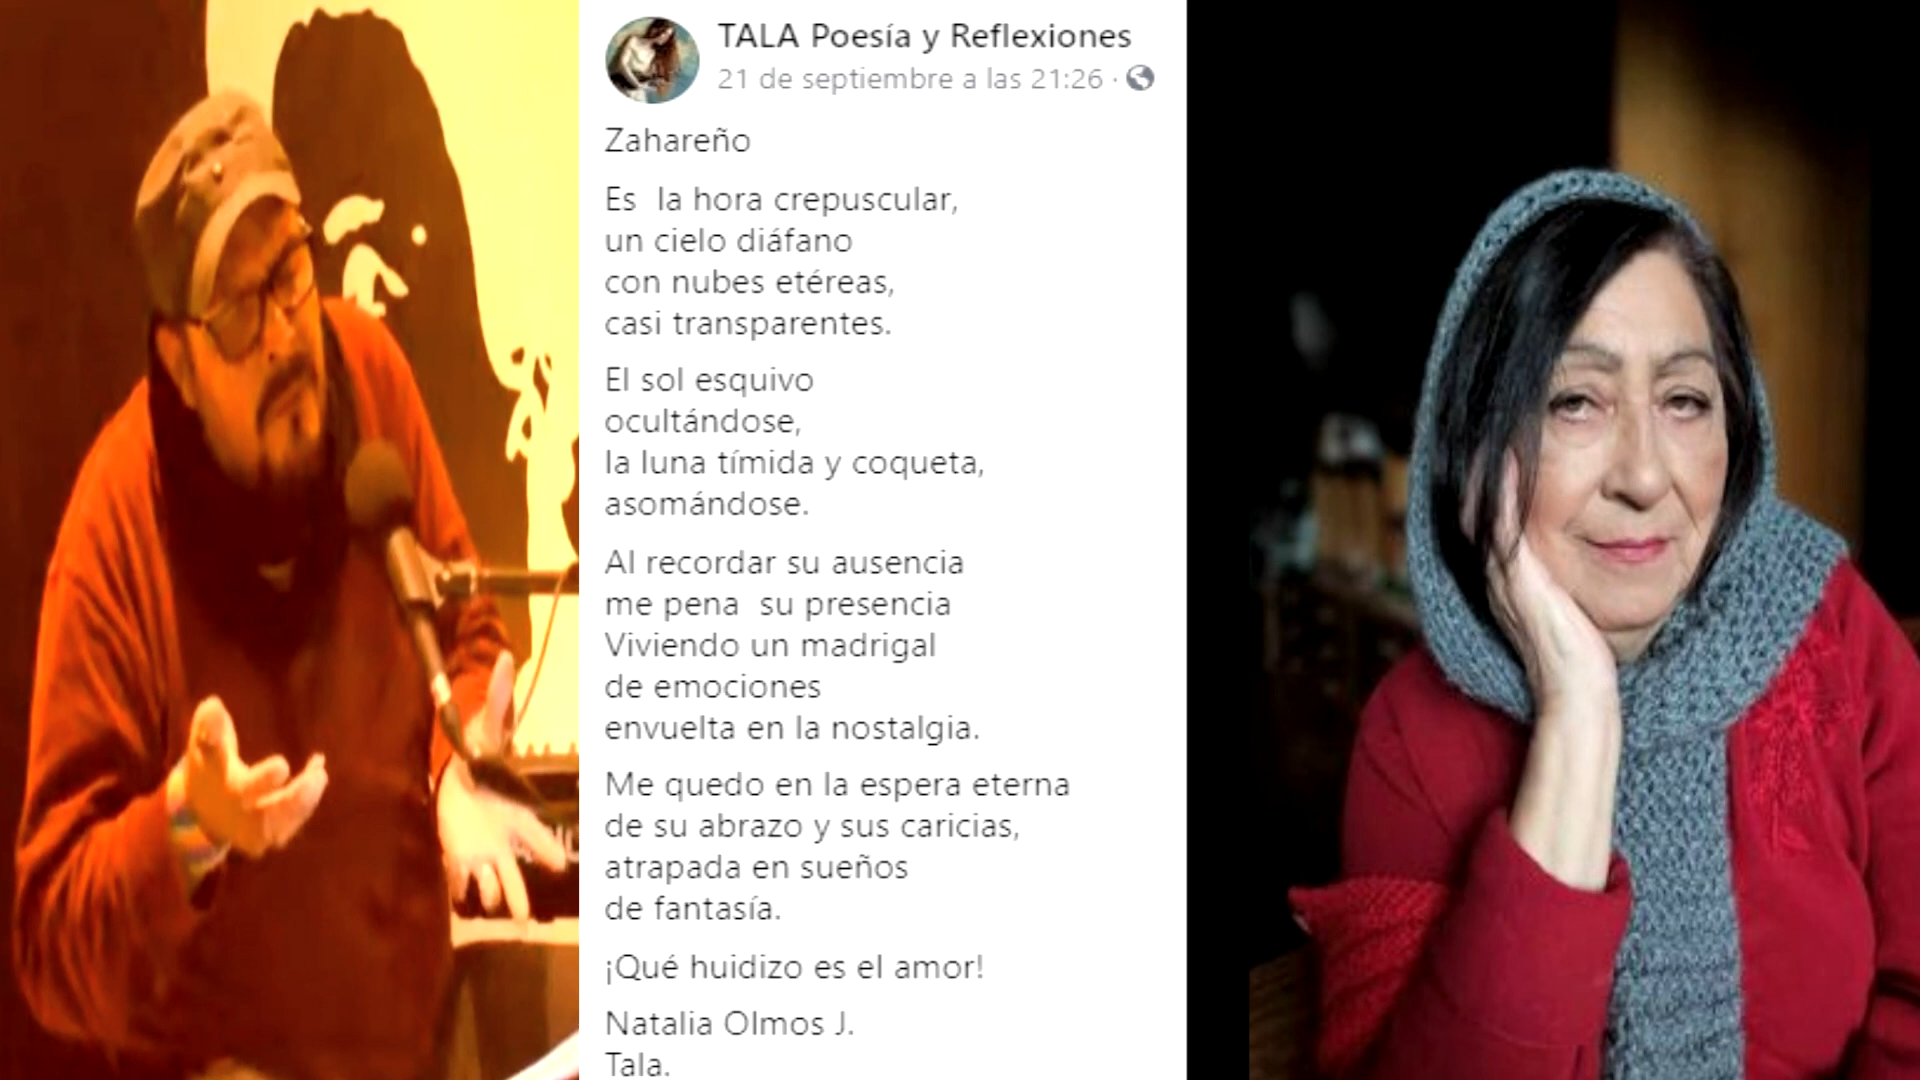 TALA Poesía y Reflexiones
21 de septiembre a las 21:26 ·
Zahareño
Es la hora crepuscular,
un cielo diáfano
con nubes etéreas,
casi transparentes.
El sol esquivo
ocultándose,
la luna tímida y coqueta,
asomándose.
Al recordar su ausencia
me pena su presencia
Viviendo un madrigal
de emociones
envuelta en la nostalgia.
Me quedo en la espera eterna
de su abrazo y sus caricias,
atrapada en sueños
de fantasía.
¡Qué huidizo es el amor!
Natalia Olmos J.
Tala.